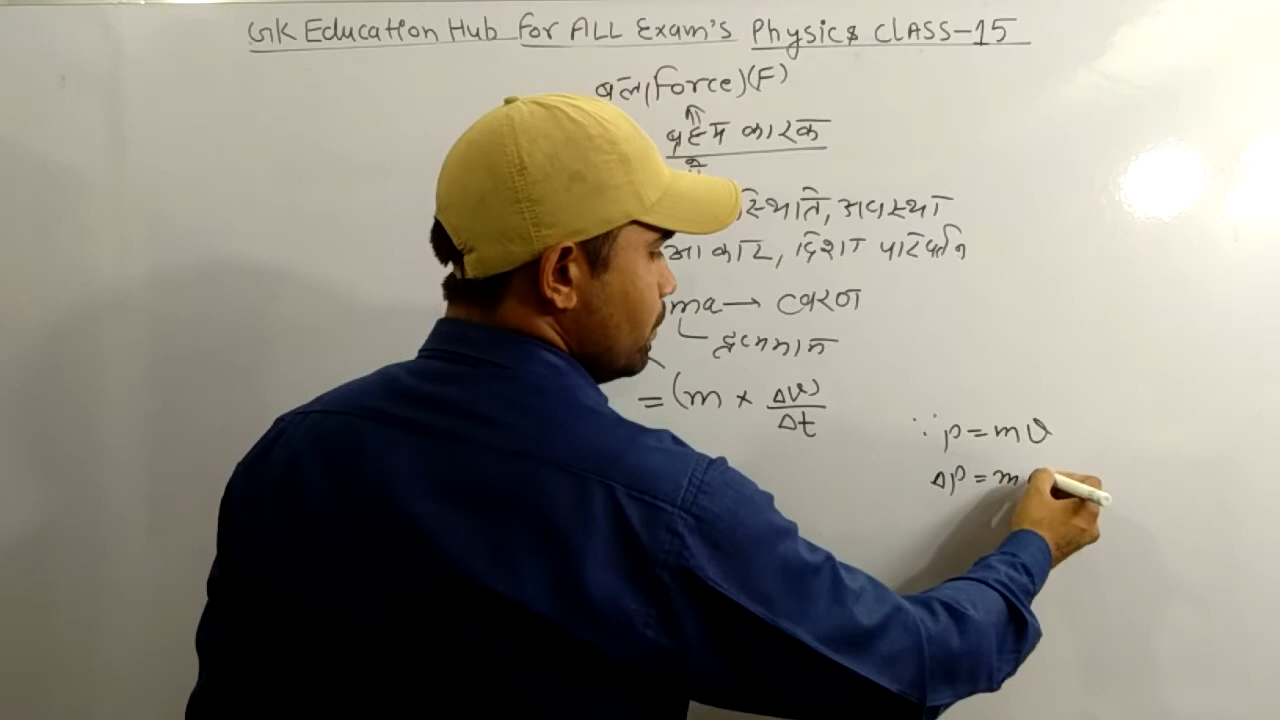 GK Education Hub for ALL Exam's Physics CLASS-15
बल(Force)(F)
कारक
स्थिति, अवस्था
आकार, दिशा परिवर्तन
ma → त्वरण
द्रव्यमान
= (m × Δv)
Δt
∵ p = mv
Δp = m